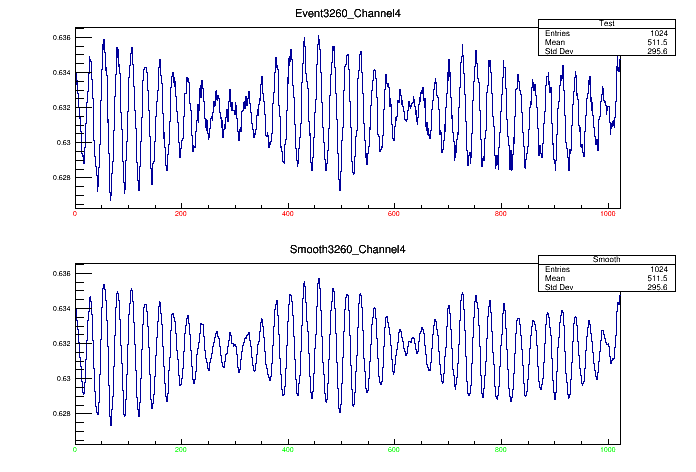 Event3260_Channel4
Test
Entries 1024
Mean 511.5
Std Dev 295.6
0.636
0.634
0.632
0.63
0.628
0 200 400 600 800 1000
Smooth3260_Channel4
Smooth
Entries 1024
Mean 511.5
Std Dev 295.6
0.636
0.634
0.632
0.63
0.628
0 200 400 600 800 1000